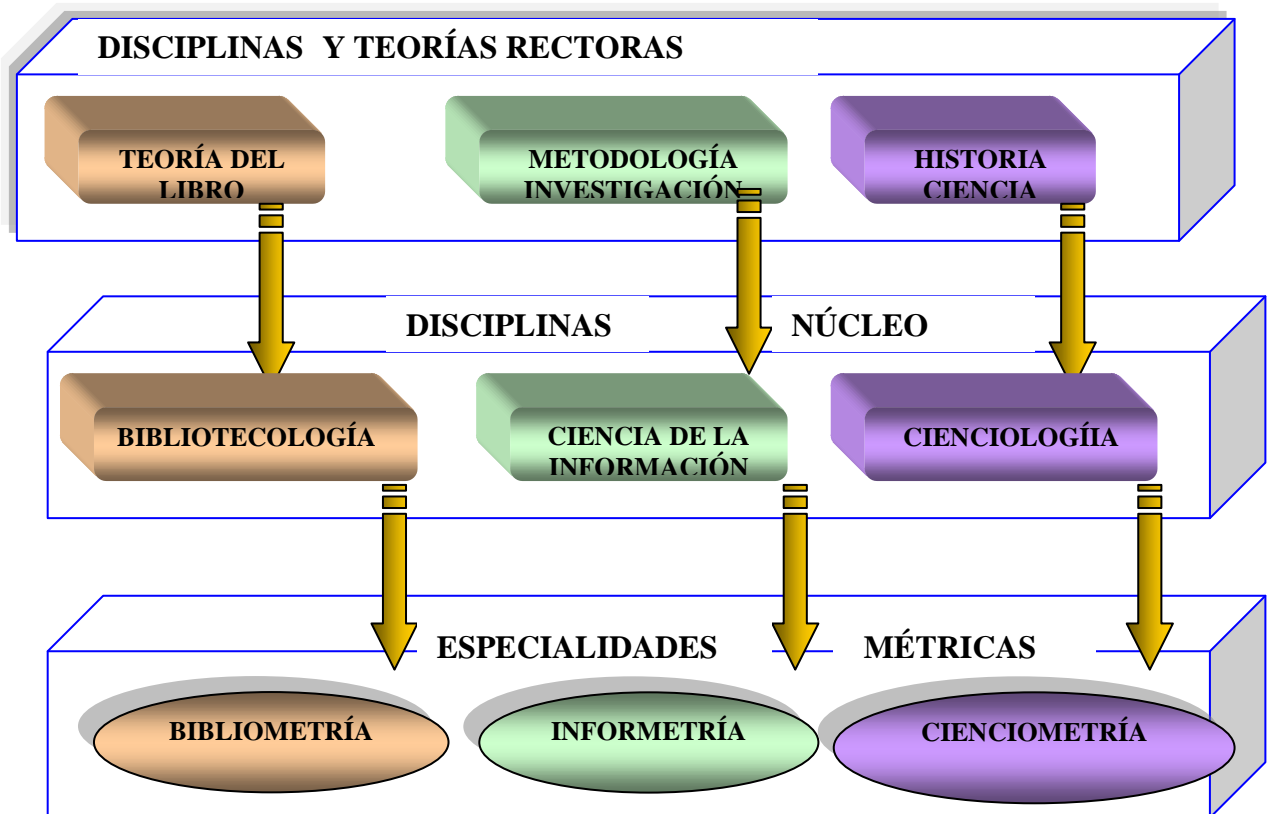 DISCIPLINAS Y TEORÍAS RECTORAS
TEORÍA DEL
LIBRO
METODOLOGÍA
INVESTIGACIÓN
HISTORIA
CIENCIA
DISCIPLINAS NÚCLEO
BIBLIOTECOLOGÍA
CIENCIA DE LA
INFORMACIÓN
CIENCIOLOGÍIA
ESPECIALIDADES MÉTRICAS
BIBLIOMETRÍA
INFORMETRÍA
CIENCIOMETRÍA